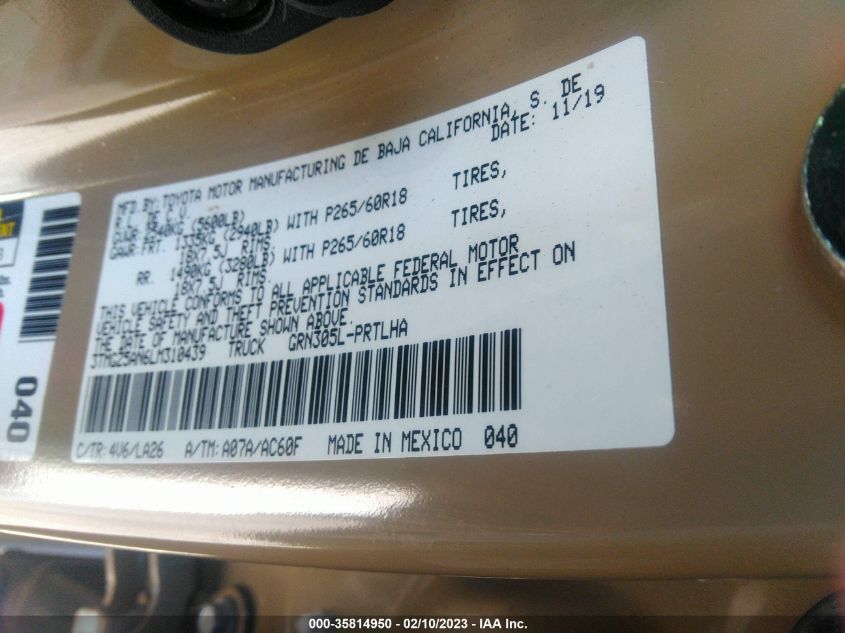 MFD.BY:TOYOTA MOTOR MANUFACTURING DE BAJA CALIFORNIA, S. DE
R.L. DE C.V. DATE: 11/19
GVWR: 2540KG (5600LB)
GAWR:FRT. 1335KG (2940LB) WITH P265/60R18 TIRES,
18X7.5J RIMS
RR. 1490KG (3280LB) WITH P265/60R18 TIRES,
18X7.5J RIMS
THIS VEHICLE CONFORMS TO ALL APPLICABLE FEDERAL MOTOR
VEHICLE SAFETY AND THEFT PREVENTION STANDARDS IN EFFECT ON
THE DATE OF MANUFACTURE SHOWN ABOVE.
3TMGZ5AN6LM310439 TRUCK GRN305L-PRTLHA
C/TR: 4V6/LA26 A/TM: A07A/AC60F MADE IN MEXICO 040
040
000-35814950 - 02/10/2023 - IAA Inc.